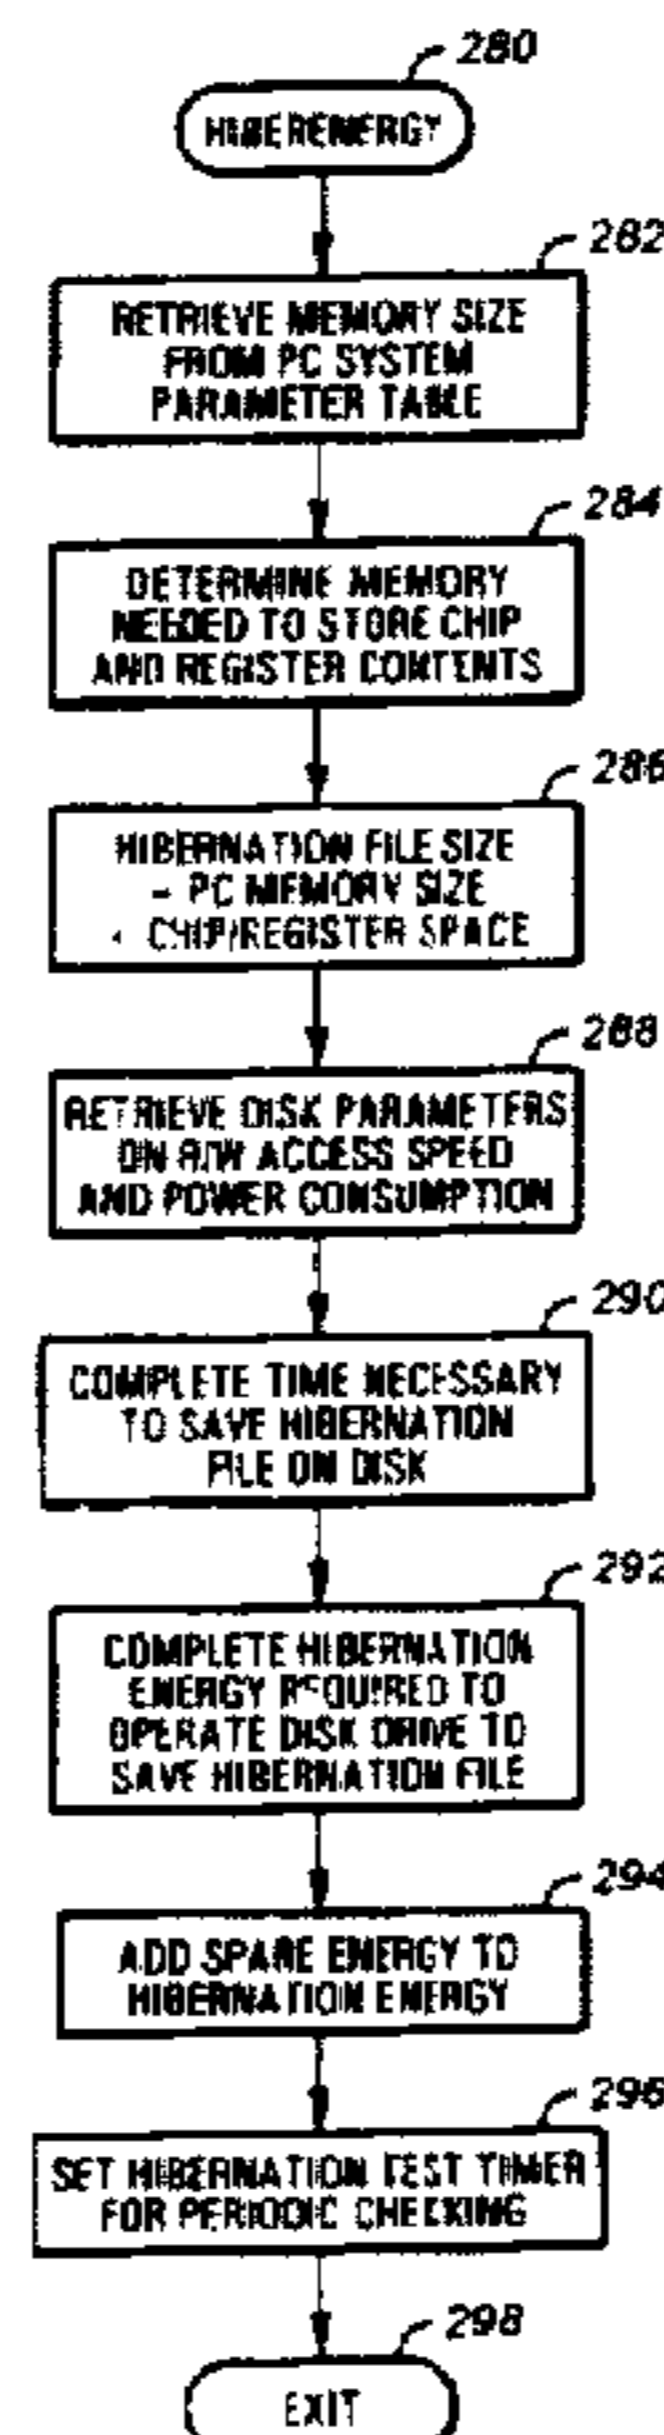 280
HIBERENERGY
282
RETRIEVE MEMORY SIZE
FROM PC SYSTEM
PARAMETER TABLE
284
DETERMINE MEMORY
NEEDED TO STORE CHIP
AND REGISTER CONTENTS
286
HIBERNATION FILE SIZE
= PC MEMORY SIZE
+ CHIP/REGISTER SPACE
288
RETRIEVE DISK PARAMETERS
ON R/W ACCESS SPEED
AND POWER CONSUMPTION
290
COMPLETE TIME NECESSARY
TO SAVE HIBERNATION
FILE ON DISK
292
COMPLETE HIBERNATION
ENERGY REQUIRED TO
OPERATE DISK DRIVE TO
SAVE HIBERNATION FILE
294
ADD SPARE ENERGY TO
HIBERNATION ENERGY
296
SET HIBERNATION TEST TIMER
FOR PERIODIC CHECKING
298
EXIT